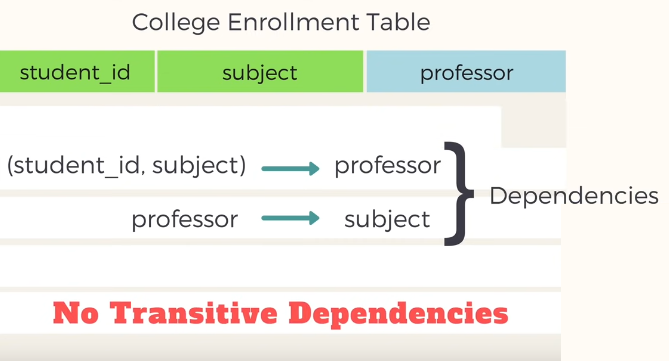 College Enrollment Table
student_id subject professor
(student_id, subject) professor
professor subject
Dependencies
No Transitive Dependencies